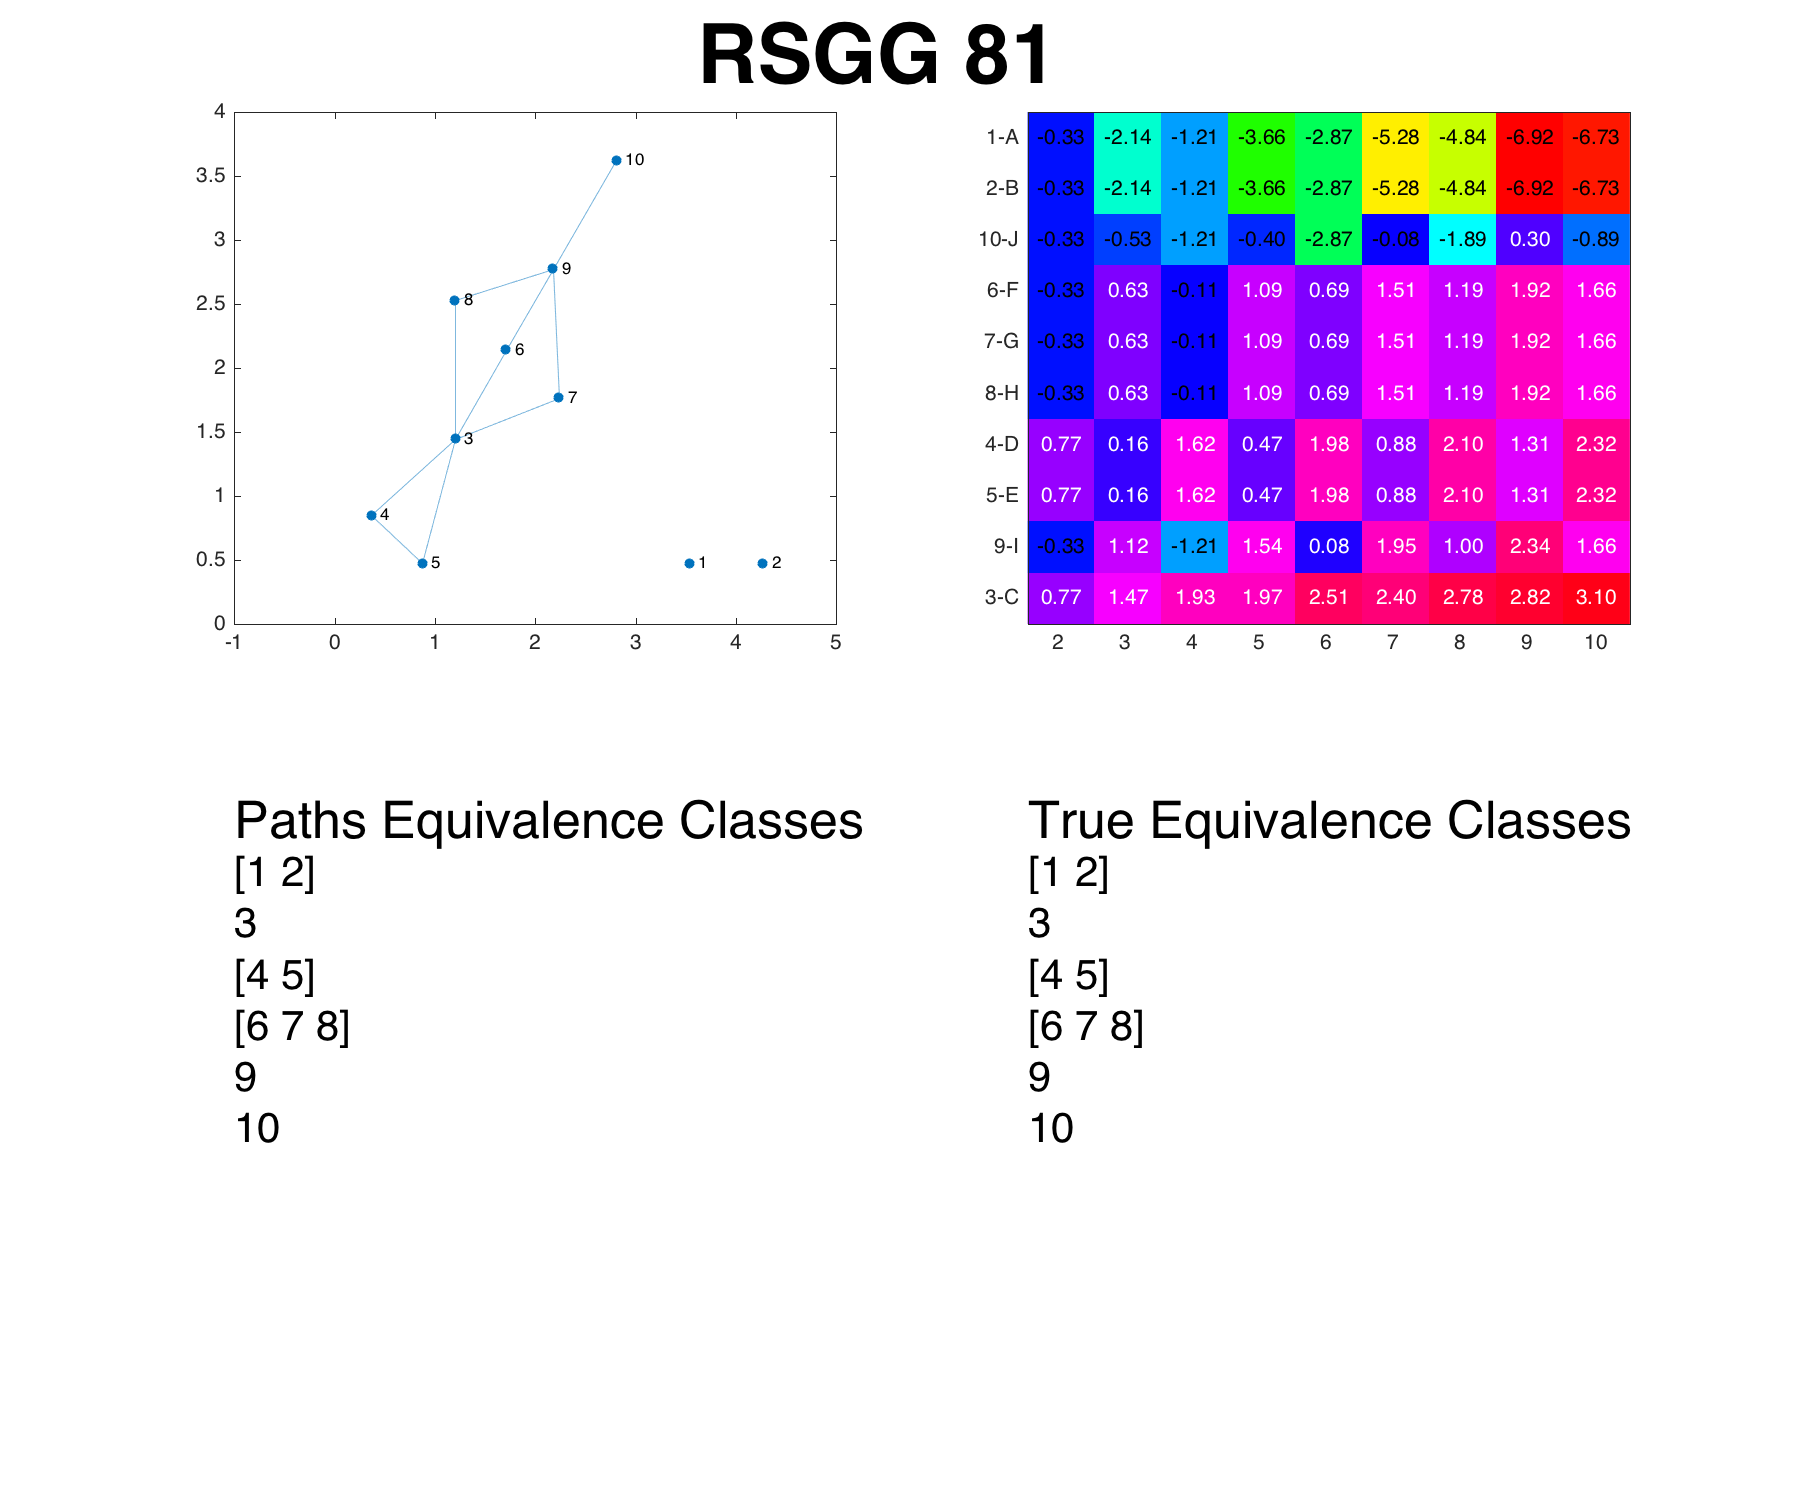 RSGG 81
4
3.5
3
2.5
2
1.5
1
0.5
0
-1 0 1 2 3 4 5
10
9
8
6
7
3
4
5
1 2
1-A -0.33 -2.14 -1.21 -3.66 -2.87 -5.28 -4.84 -6.92 -6.73
2-B -0.33 -2.14 -1.21 -3.66 -2.87 -5.28 -4.84 -6.92 -6.73
10-J -0.33 -0.53 -1.21 -0.40 -2.87 -0.08 -1.89 0.30 -0.89
6-F -0.33 0.63 -0.11 1.09 0.69 1.51 1.19 1.92 1.66
7-G -0.33 0.63 -0.11 1.09 0.69 1.51 1.19 1.92 1.66
8-H -0.33 0.63 -0.11 1.09 0.69 1.51 1.19 1.92 1.66
4-D 0.77 0.16 1.62 0.47 1.98 0.88 2.10 1.31 2.32
5-E 0.77 0.16 1.62 0.47 1.98 0.88 2.10 1.31 2.32
9-I -0.33 1.12 -1.21 1.54 0.08 1.95 1.00 2.34 1.66
3-C 0.77 1.47 1.93 1.97 2.51 2.40 2.78 2.82 3.10
2 3 4 5 6 7 8 9 10
Paths Equivalence Classes
[1 2]
3
[4 5]
[6 7 8]
9
10
True Equivalence Classes
[1 2]
3
[4 5]
[6 7 8]
9
10